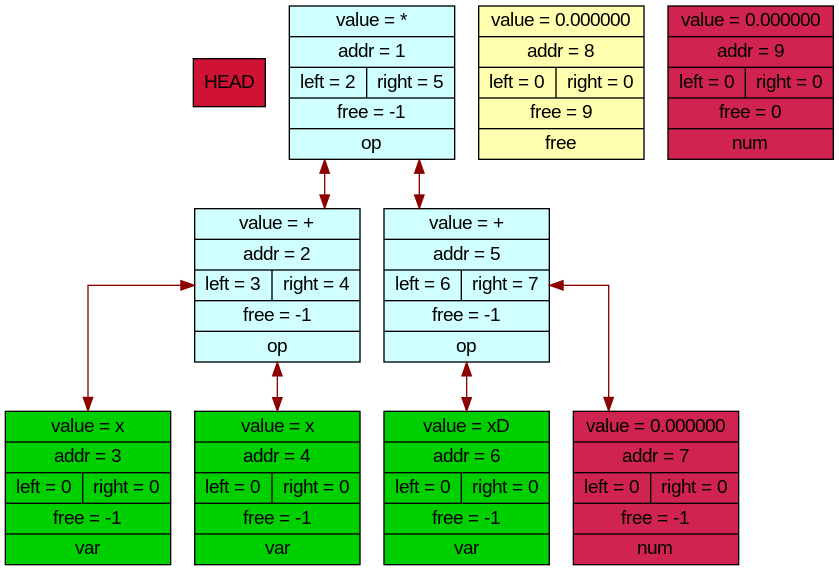 HEAD
value = *
addr = 1
left = 2 right = 5
free = -1
op
value = 0.000000
addr = 8
left = 0 right = 0
free = 9
free
value = 0.000000
addr = 9
left = 0 right = 0
free = 0
num
value = +
addr = 2
left = 3 right = 4
free = -1
op
value = +
addr = 5
left = 6 right = 7
free = -1
op
value = x
addr = 3
left = 0 right = 0
free = -1
var
value = x
addr = 4
left = 0 right = 0
free = -1
var
value = xD
addr = 6
left = 0 right = 0
free = -1
var
value = 0.000000
addr = 7
left = 0 right = 0
free = -1
num